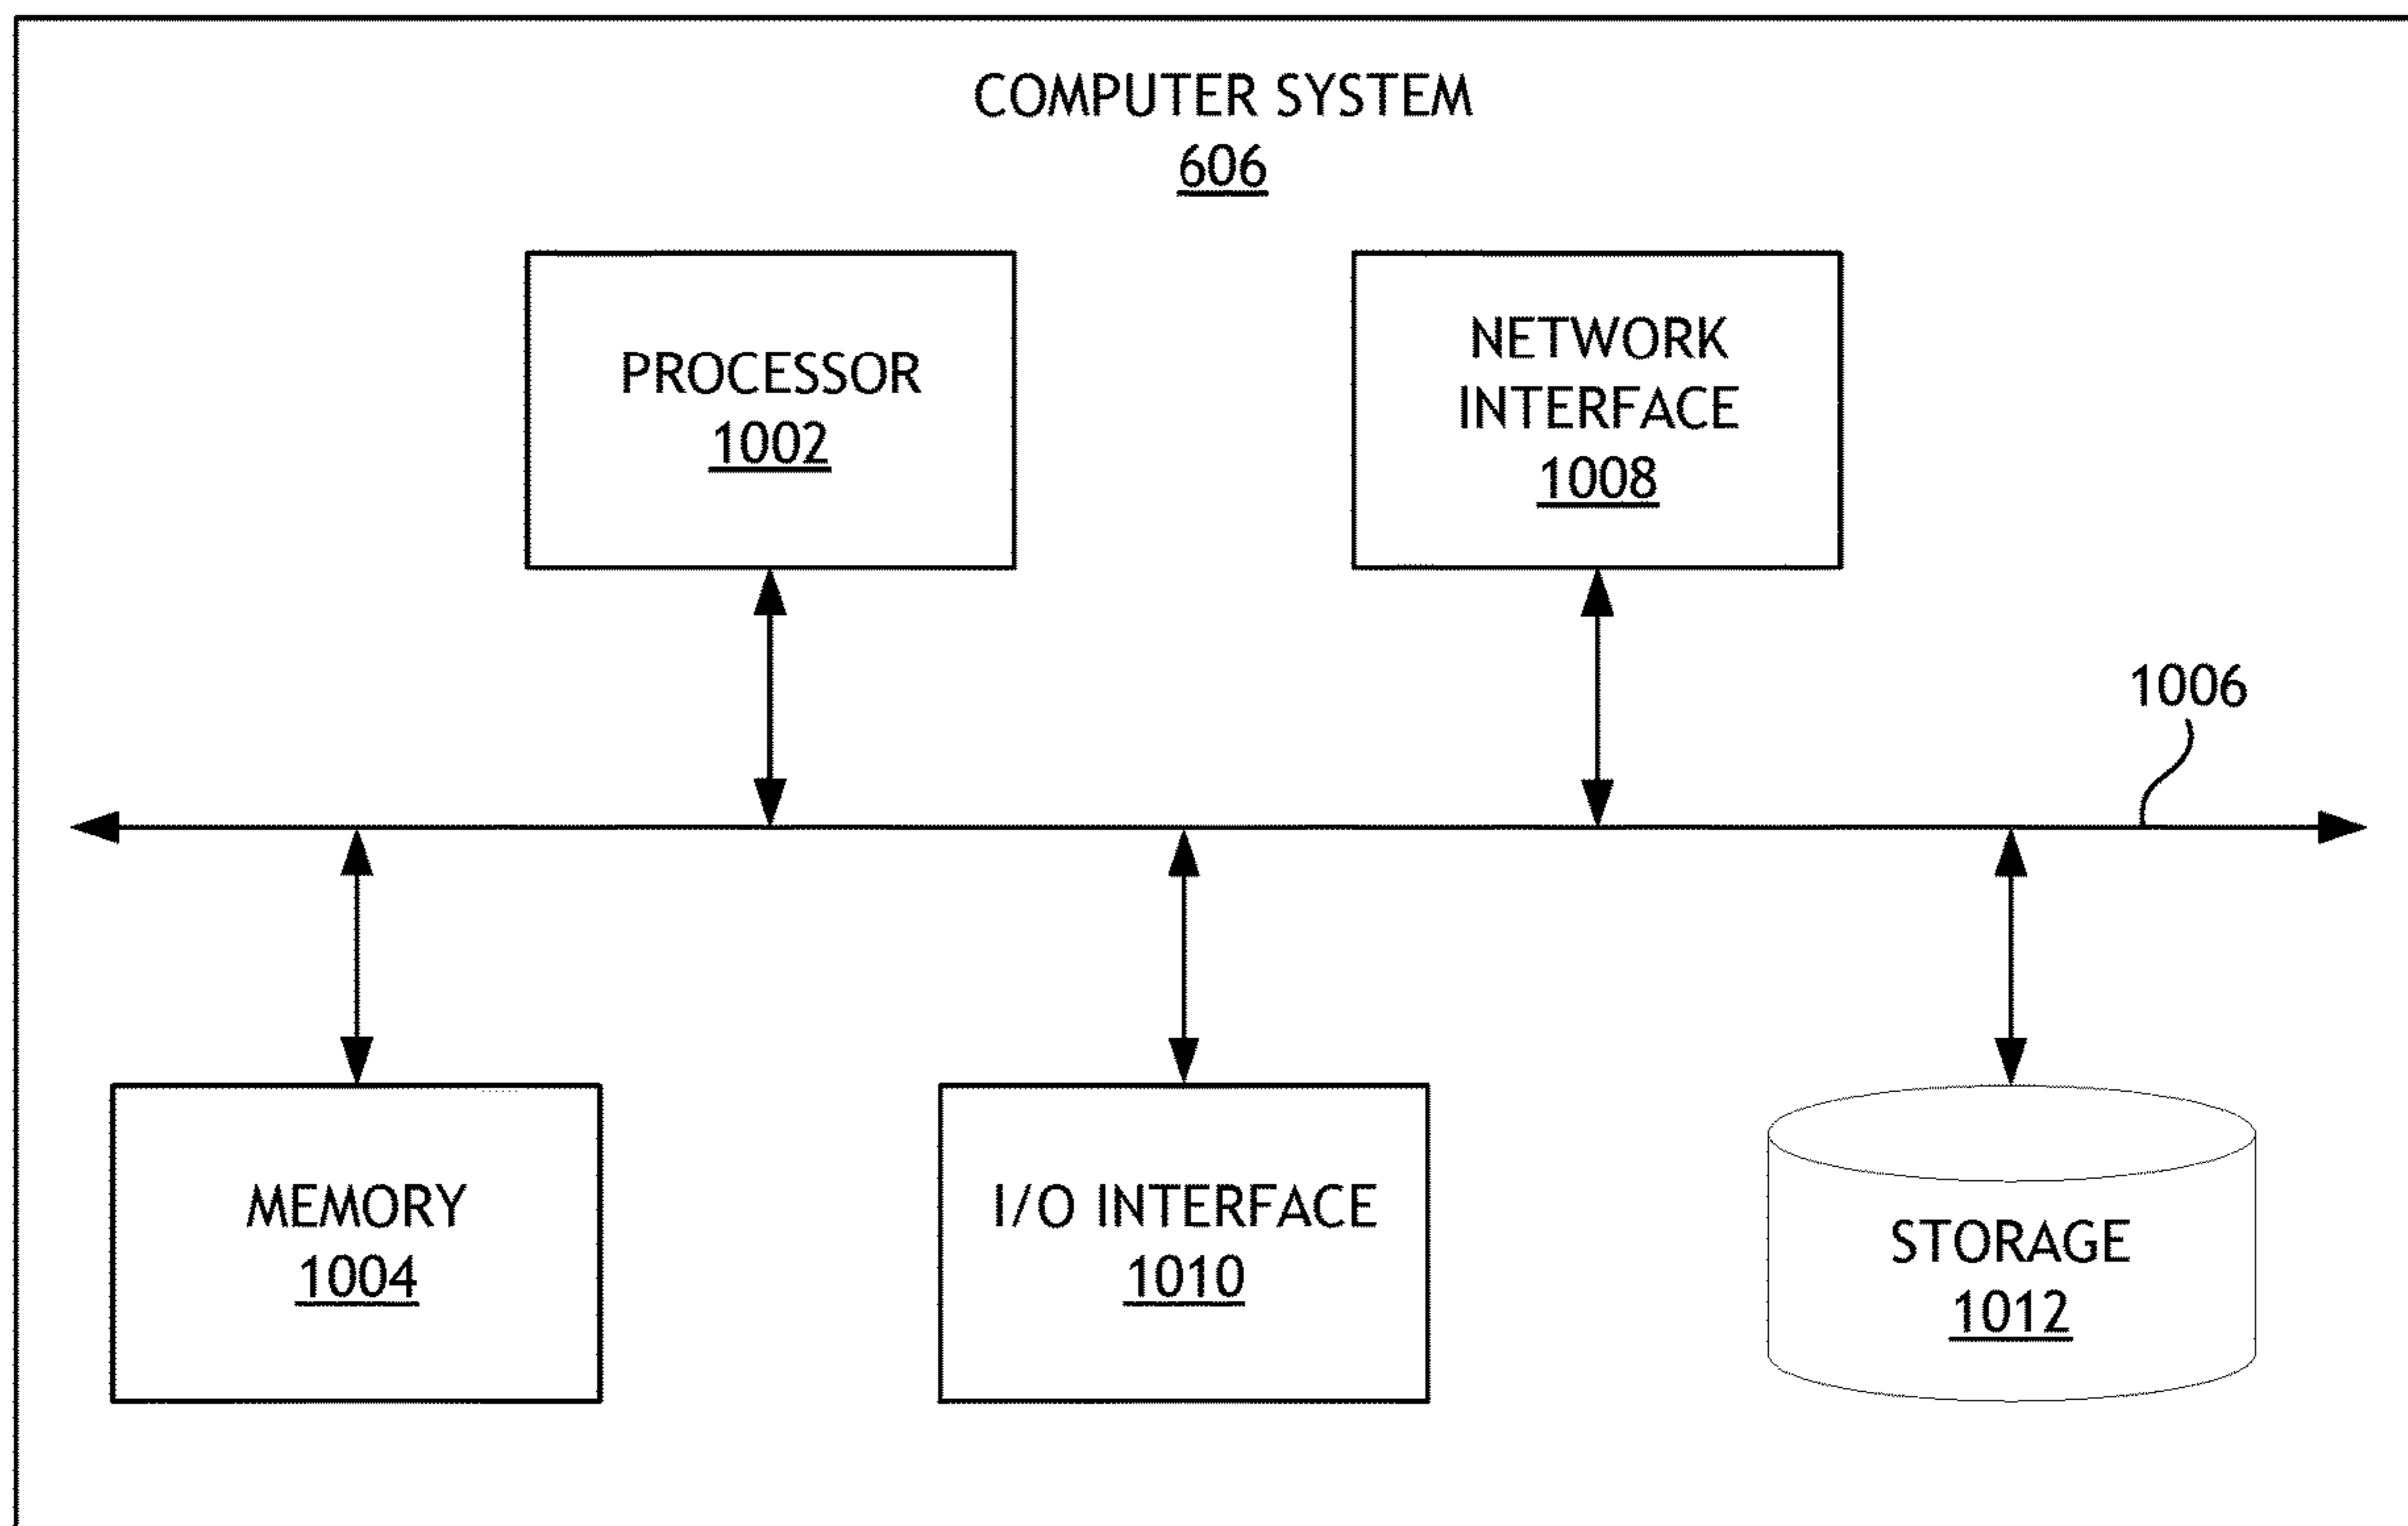 COMPUTER SYSTEM
606
PROCESSOR
1002
NETWORK
INTERFACE
1008
1006
MEMORY
1004
I/O INTERFACE
1010
STORAGE
1012